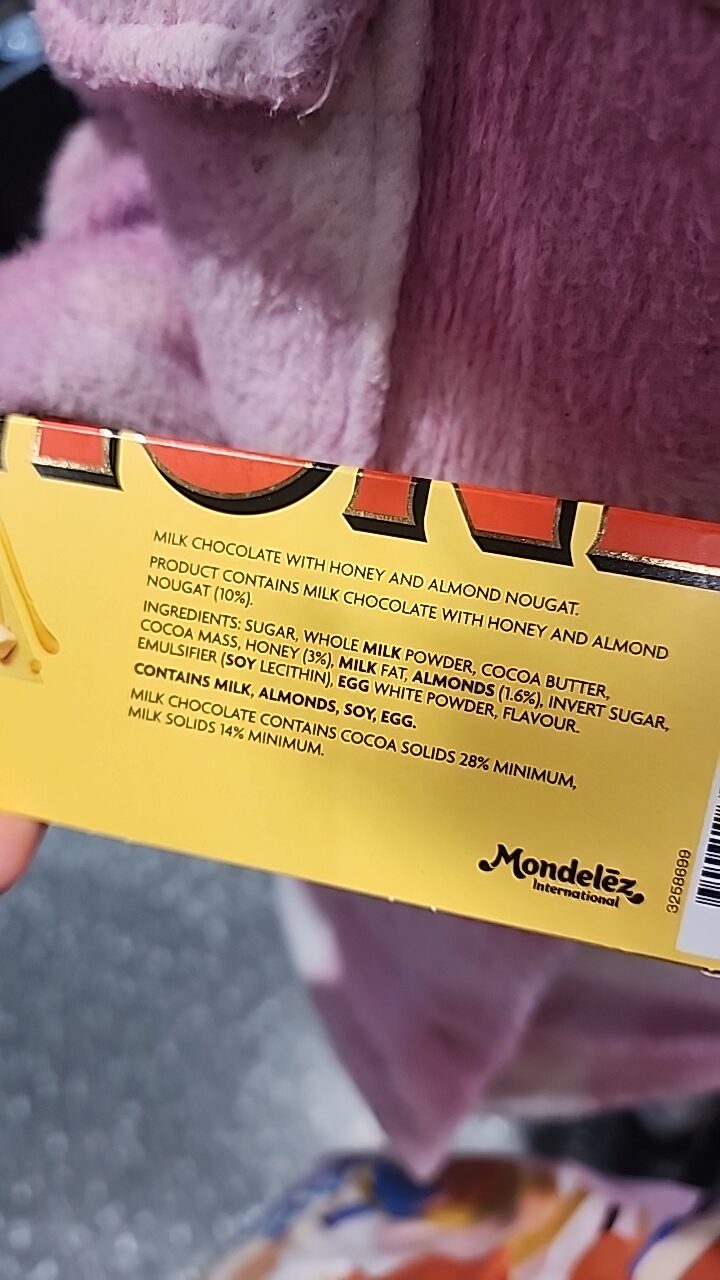 MILK CHOCOLATE WITH HONEY AND ALMOND NOUGAT.
PRODUCT CONTAINS MILK CHOCOLATE WITH HONEY AND ALMOND
NOUGAT (10%).
INGREDIENTS: SUGAR, WHOLE MILK POWDER, COCOA BUTTER,
COCOA MASS, HONEY (3%), MILK FAT, ALMONDS (1.6%), INVERT SUGAR,
EMULSIFIER (SOY LECITHIN), EGG WHITE POWDER, FLAVOUR.
CONTAINS MILK, ALMONDS, SOY, EGG.
MILK CHOCOLATE CONTAINS COCOA SOLIDS 28% MINIMUM,
MILK SOLIDS 14% MINIMUM.
Mondelēz
International
3258699